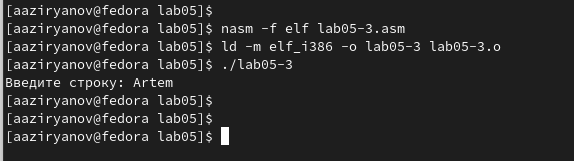 [aaziryanov@fedora lab05]$
[aaziryanov@fedora lab05]$ nasm -f elf lab05-3.asm
[aaziryanov@fedora lab05]$ ld -m elf_i386 -o lab05-3 lab05-3.o
[aaziryanov@fedora lab05]$ ./lab05-3
Введите строку: Artem
[aaziryanov@fedora lab05]$
[aaziryanov@fedora lab05]$
[aaziryanov@fedora lab05]$